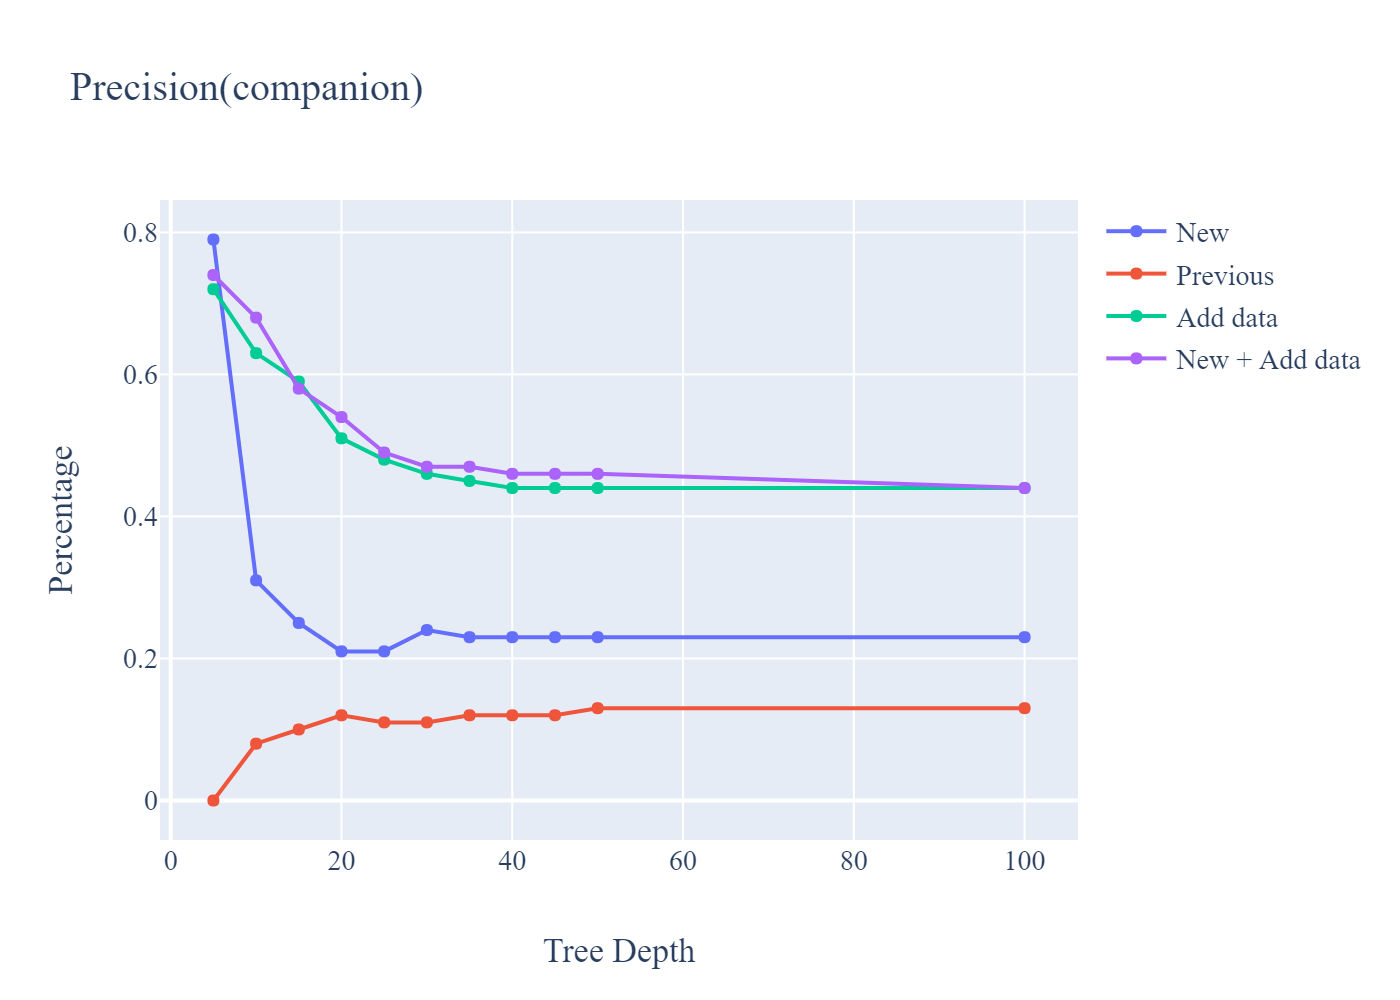 Precision(companion)
New
Previous
Add data
New + Add data
Percentage
0.8
0.6
0.4
0.2
0
0 20 40 60 80 100
Tree Depth